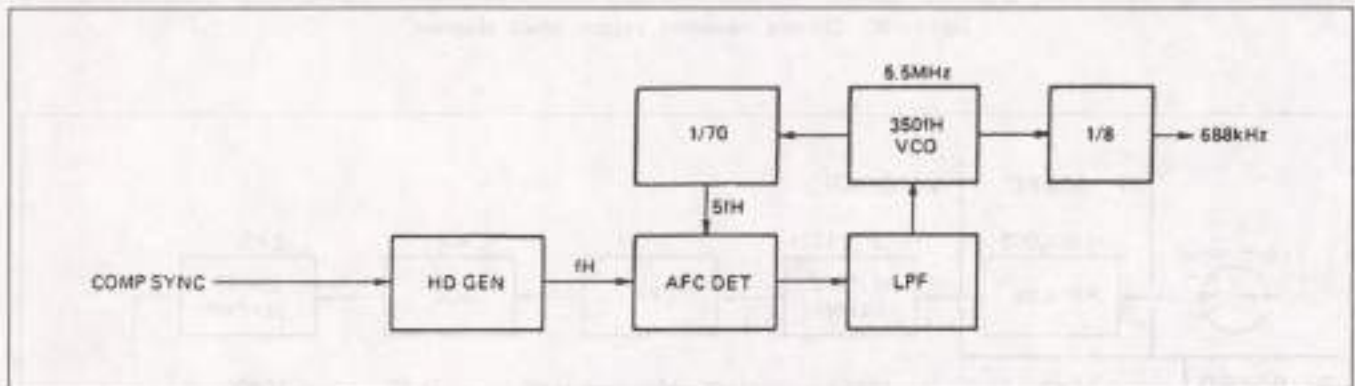 5.5MHz
1/70
350fH
VCO
1/8
688kHz
5fH
COMP SYNC
HD GEN
fH
AFC DET
LPF